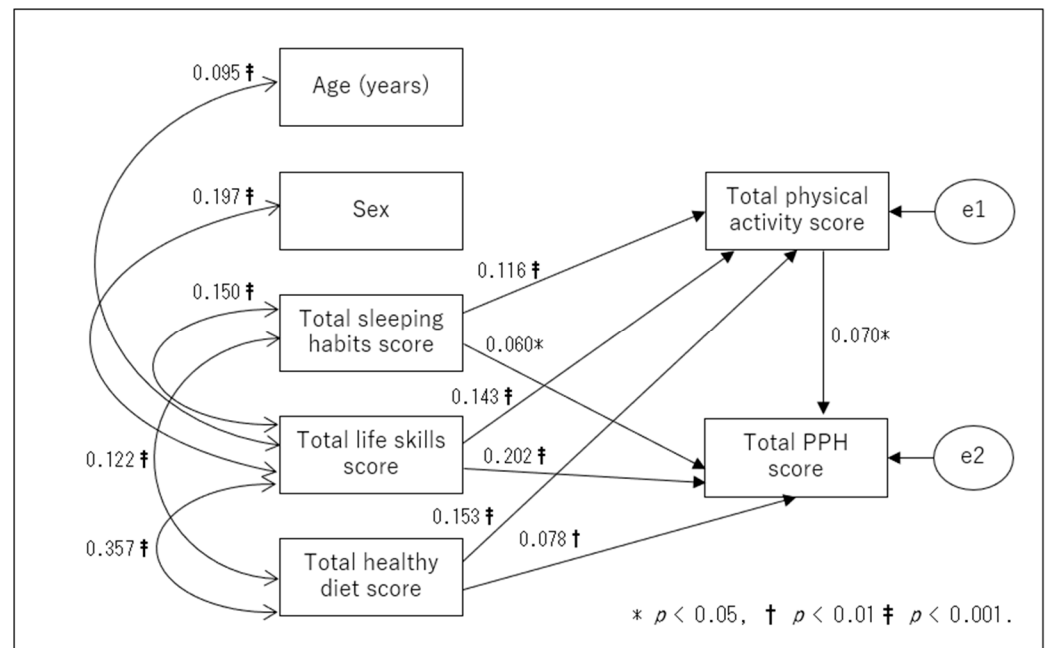 0.095‡
Age (years)
0.197‡
Sex
Total physical
activity score
e1
0.150‡
0.116‡
Total sleeping
habits score
0.060*
0.070*
0.143‡
Total life skills
score
0.202‡
Total PPH
score
e2
0.122‡
0.153‡
0.357‡
0.078†
Total healthy
diet score
* p< 0.05, † p< 0.01 ‡ p< 0.001.